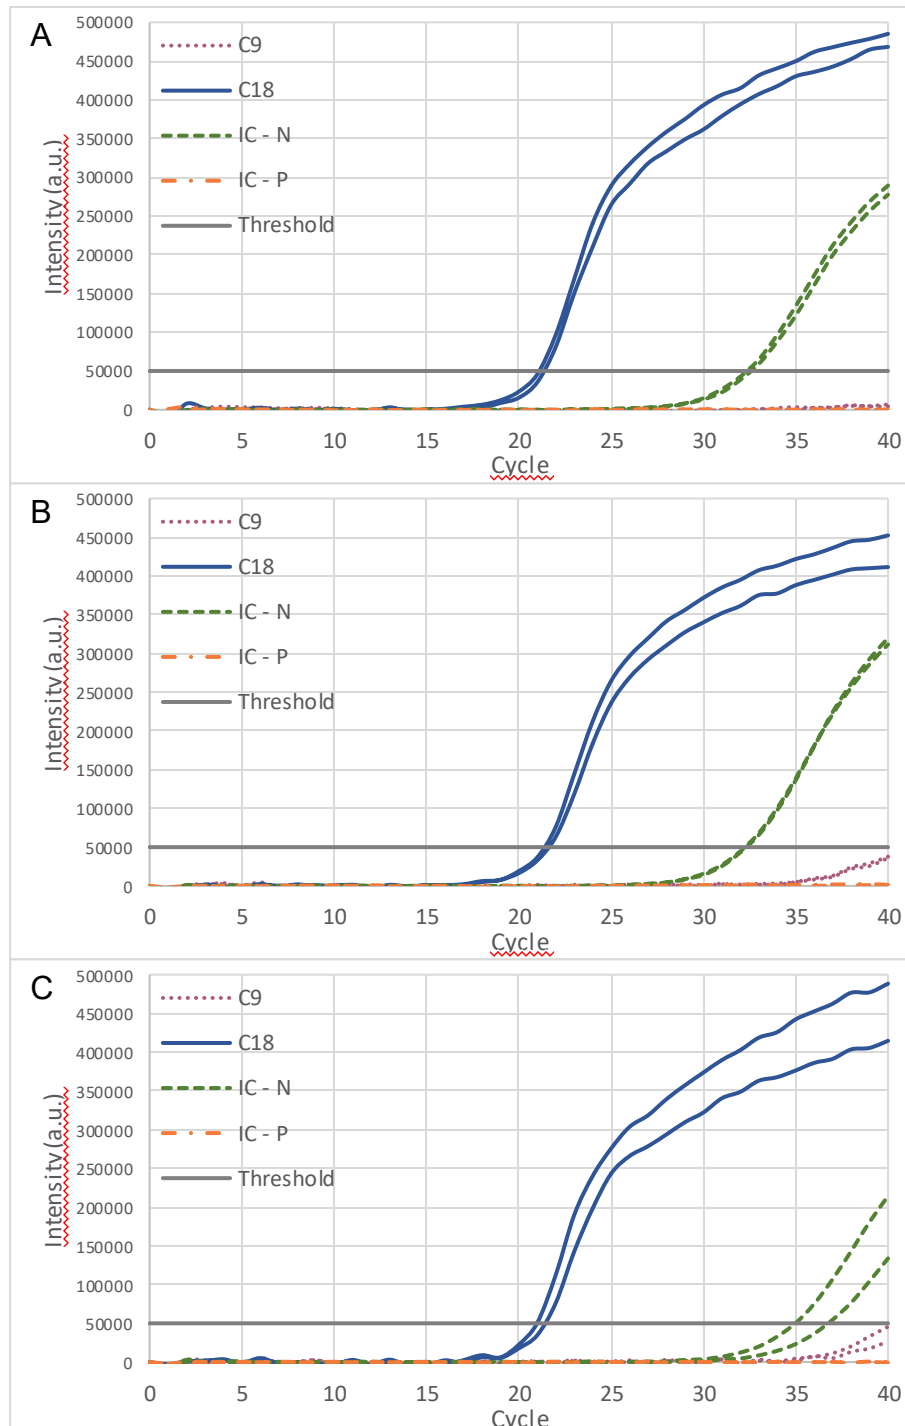 A
500000
450000
400000
350000
300000
250000
200000
150000
100000
50000
0
Intensity (a.u.)
C9
C18
IC - N
IC - P
Threshold
0 5 10 15 20 25 30 35 40
Cycle
B
500000
450000
400000
350000
300000
250000
200000
150000
100000
50000
0
Intensity (a.u.)
C9
C18
IC - N
IC - P
Threshold
0 5 10 15 20 25 30 35 40
Cycle
C
500000
450000
400000
350000
300000
250000
200000
150000
100000
50000
0
Intensity (a.u.)
C9
C18
IC - N
IC - P
Threshold
0 5 10 15 20 25 30 35 40
Cycle